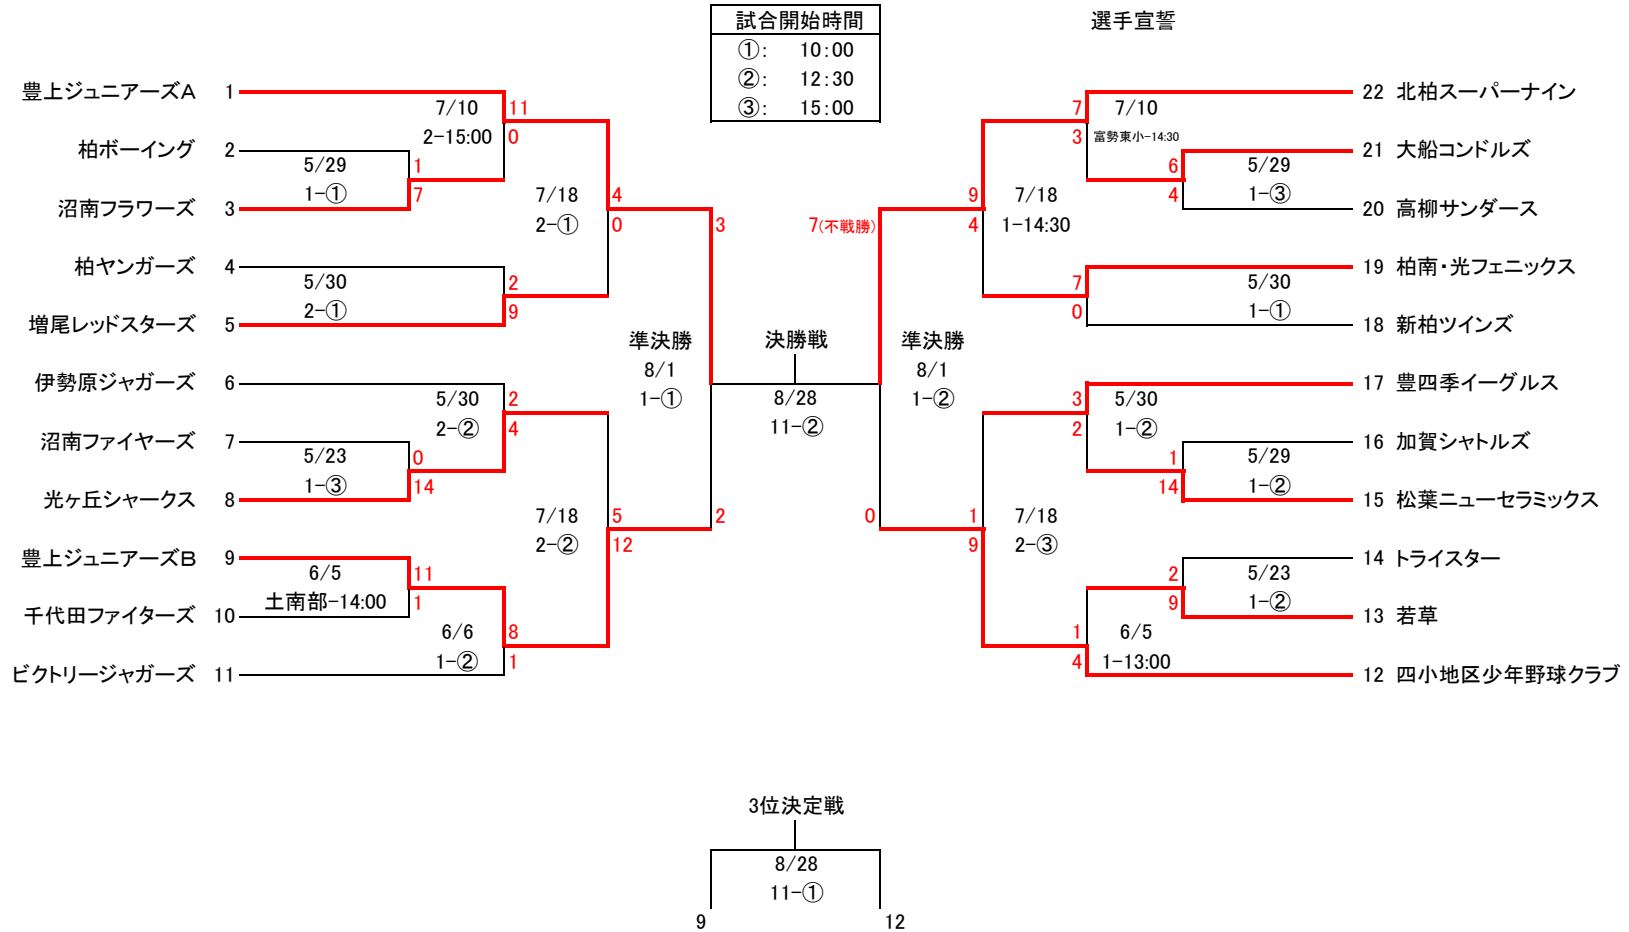 試合開始時間
①: 10:00
②: 12:30
③: 15:00
選手宣誓
豊上ジュニアーズA 1
柏ボーイング 2
沼南フラワーズ 3
柏ヤンガーズ 4
増尾レッドスターズ 5
伊勢原ジャガーズ 6
沼南ファイヤーズ 7
光ヶ丘シャークス 8
豊上ジュニアーズB 9
千代田ファイターズ 10
ビクトリージャガーズ 11
5/29
1-①
1
7
5/30
2-①
2
9
5/23
1-③
0
14
6/5
土南部-14:00
11
1
7/10
2-15:00
11
0
5/30
2-②
2
4
6/6
1-②
8
1
7/18
2-①
4
0
7/18
2-②
5
12
準決勝
8/1
1-①
3
2
決勝戦
8/28
11-②
7(不戦勝)
0
準決勝
8/1
1-②
9
4
7/18
1-14:30
1
9
7/18
2-③
7
3
7/10
富勢東小-14:30
7
0
5/30
1-①
3
2
5/30
1-②
1
4
6/5
1-13:00
6
4
5/29
1-③
1
14
5/29
1-②
2
9
5/23
1-②
22 北柏スーパーナイン
21 大船コンドルズ
20 高柳サンダース
19 柏南・光フェニックス
18 新柏ツインズ
17 豊四季イーグルス
16 加賀シャトルズ
15 松葉ニューセラミックス
14 トライスター
13 若草
12 四小地区少年野球クラブ
3位決定戦
8/28
11-①
9 12